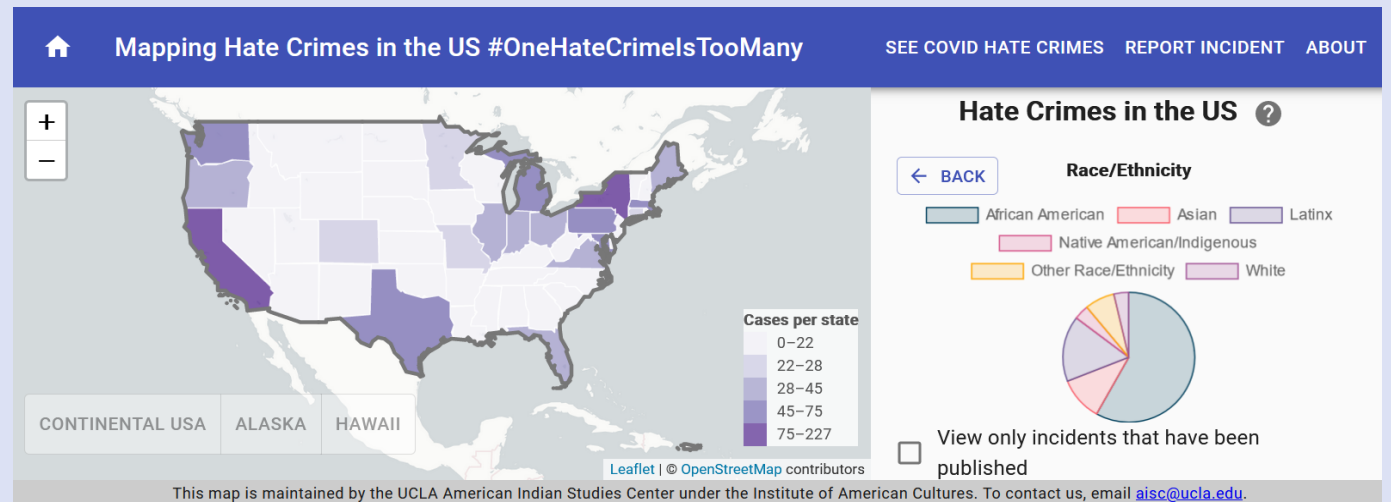 Mapping Hate Crimes in the US #OneHateCrimeIsTooMany
SEE COVID HATE CRIMES REPORT INCIDENT ABOUT
+
−
CONTINENTAL USA ALASKA HAWAII
Cases per state
0–22
22–28
28–45
45–75
75–227
Leaflet | © OpenStreetMap contributors
Hate Crimes in the US ?
← BACK
Race/Ethnicity
African American Asian Latinx
Native American/Indigenous
Other Race/Ethnicity White
View only incidents that have been
published
This map is maintained by the UCLA American Indian Studies Center under the Institute of American Cultures. To contact us, email aisc@ucla.edu.